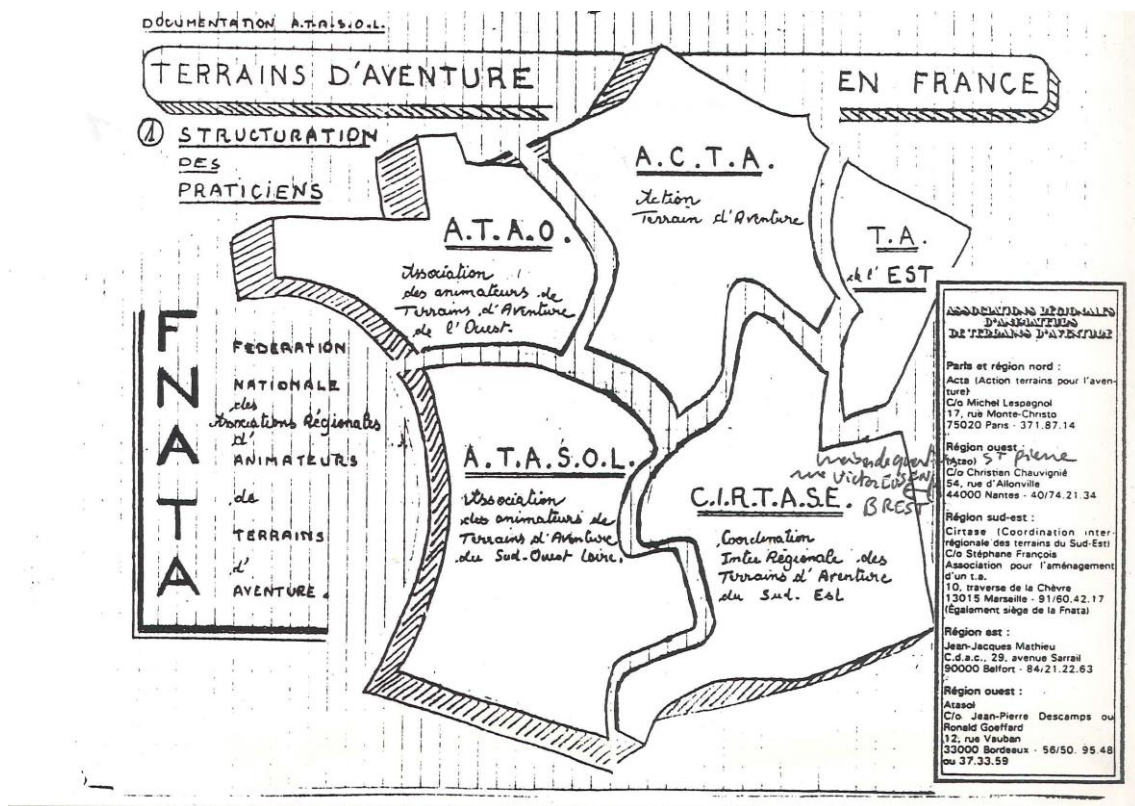 DOCUMENTATION A.T.A.S.O.L.
TERRAINS D'AVENTURE EN FRANCE
① STRUCTURATION
DES
PRATICIENS
A.C.T.A.
Action
Terrain d'Aventure
A.T.A.O.
Association
des animateurs de
Terrains d'Aventure
de l'Ouest.
T.A.
de l'EST
FNATA
FEDERATION
NATIONALE
des
Associations Régionales
d'
ANIMATEURS
de
TERRAINS
d'
AVENTURE.
A.T.A.S.O.L.
Association
des animateurs de
Terrains d'Aventure
du Sud-Ouest Loire.
C.I.R.T.A.S.E.
Coordination
Inter Régionale des
Terrains d'Aventure
du Sud-Est
ASSOCIATIONS RÉGIONALES
D'ANIMATEURS
DE TERRAINS D'AVENTURE
Paris et région nord :
Acta (Action terrains pour l'aven-
ture)
C/o Michel Lespagnol
17, rue Monte-Christo
75020 Paris - 371.87.14
Région ouest :
(Atao) St Pierre
rue Victor
BREST
C/o Christian Chauvignié
54, rue d'Allonville
44000 Nantes - 40/74.21.34
Région sud-est :
Cirtase (Coordination inter-
régionale des terrains du Sud-Est)
C/o Stéphane François
Association pour l'aménagement
d'un t.a.
10, traverse de la Chèvre
13015 Marseille - 91/60.42.17
(Également siège de la Fnata)
Région est :
Jean-Jacques Mathieu
C.d.a.c., 29, avenue Sarrail
90000 Belfort - 84/21.22.63
Région ouest :
Atasol
C/o Jean-Pierre Descamps ou
Ronald Goeffard
12, rue Vauban
33000 Bordeaux - 56/50. 95.48
ou 37.33.59